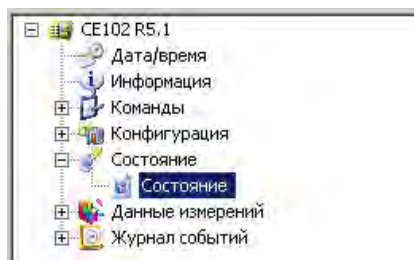 CE102 R5.1
Дата/время
Информация
Команды
Конфигурация
Состояние
Состояние
Данные измерений
Журнал событий